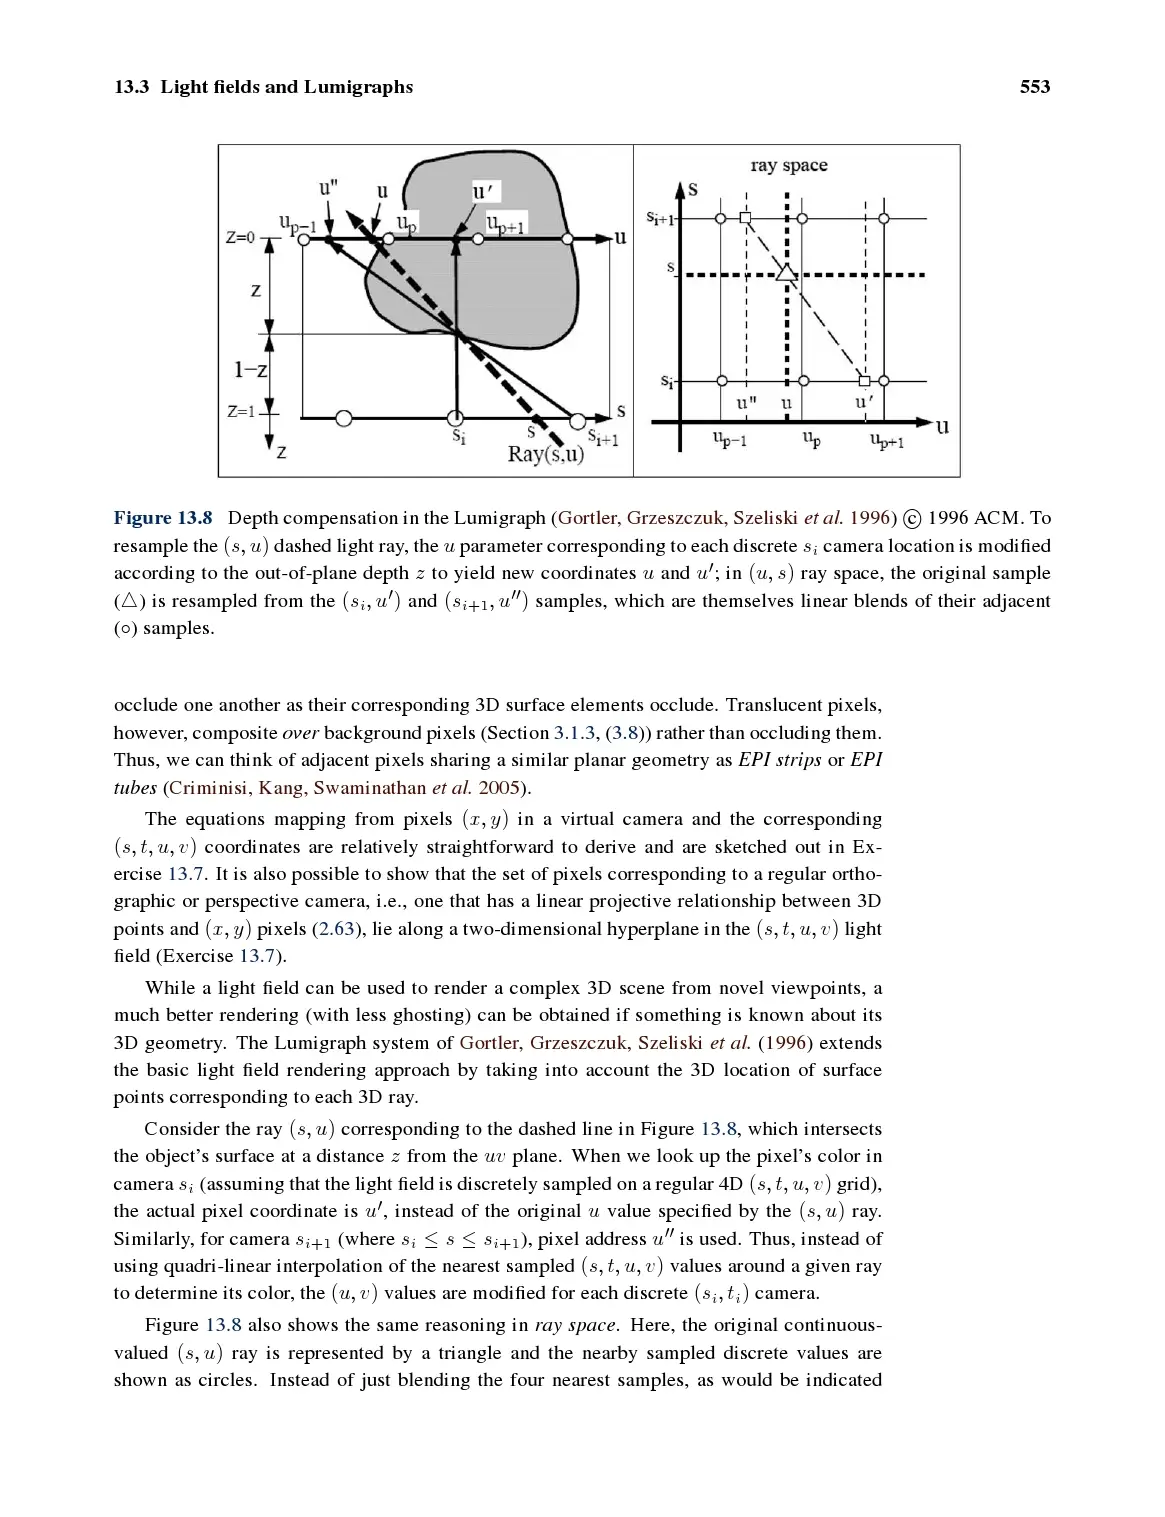 13.3 Light fields and Lumigraphs 553
u" u u′
u_{p−1} u_p u_{p+1}
Z=0 u
z
1−z
Z=1 s
s_i s s_{i+1}
z Ray(s,u)
ray space
s
s_{i+1}
s
s_i
u" u u′
u
u_{p−1} u_p u_{p+1}
Figure 13.8 Depth compensation in the Lumigraph (Gortler, Grzeszczuk, Szeliski et al. 1996) © 1996 ACM. To
resample the (s, u) dashed light ray, the u parameter corresponding to each discrete s_i camera location is modified
according to the out-of-plane depth z to yield new coordinates u and u′; in (u, s) ray space, the original sample
(△) is resampled from the (s_i, u′) and (s_{i+1}, u″) samples, which are themselves linear blends of their adjacent
(○) samples.
occlude one another as their corresponding 3D surface elements occlude. Translucent pixels,
however, composite over background pixels (Section 3.1.3, (3.8)) rather than occluding them.
Thus, we can think of adjacent pixels sharing a similar planar geometry as EPI strips or EPI
tubes (Criminisi, Kang, Swaminathan et al. 2005).
The equations mapping from pixels (x, y) in a virtual camera and the corresponding
(s, t, u, v) coordinates are relatively straightforward to derive and are sketched out in Ex-
ercise 13.7. It is also possible to show that the set of pixels corresponding to a regular ortho-
graphic or perspective camera, i.e., one that has a linear projective relationship between 3D
points and (x, y) pixels (2.63), lie along a two-dimensional hyperplane in the (s, t, u, v) light
field (Exercise 13.7).
While a light field can be used to render a complex 3D scene from novel viewpoints, a
much better rendering (with less ghosting) can be obtained if something is known about its
3D geometry. The Lumigraph system of Gortler, Grzeszczuk, Szeliski et al. (1996) extends
the basic light field rendering approach by taking into account the 3D location of surface
points corresponding to each 3D ray.
Consider the ray (s, u) corresponding to the dashed line in Figure 13.8, which intersects
the object's surface at a distance z from the uv plane. When we look up the pixel's color in
camera s_i (assuming that the light field is discretely sampled on a regular 4D (s, t, u, v) grid),
the actual pixel coordinate is u′, instead of the original u value specified by the (s, u) ray.
Similarly, for camera s_{i+1} (where s_i ≤ s ≤ s_{i+1}), pixel address u″ is used. Thus, instead of
using quadri-linear interpolation of the nearest sampled (s, t, u, v) values around a given ray
to determine its color, the (u, v) values are modified for each discrete (s_i, t_i) camera.
Figure 13.8 also shows the same reasoning in ray space. Here, the original continuous-
valued (s, u) ray is represented by a triangle and the nearby sampled discrete values are
shown as circles. Instead of just blending the four nearest samples, as would be indicated